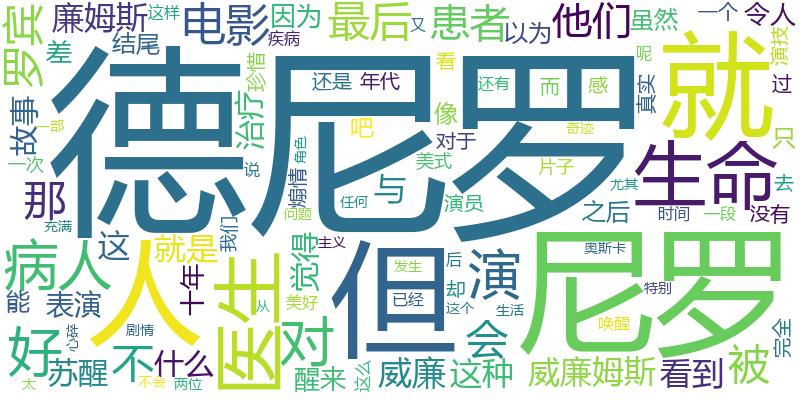 罗宾
廉姆斯
这样
结尾
差
电影
疾病
因为
最后
又
患者
以为
他们
虽然
一个
令人
演技
故事
一次
部
治疗
珍惜
说
德尼罗
还是
年代
看
像
吧
对于
美式
还有
而
感
奇迹
片子
就
真实
呢
过
只
生命
去
那
充满
我们
角色
煽情
问题
任何
与
演员
尤其
之后
时间
一段
没有
病人
这
人
就是
医生
觉得
主义
但
发生
已经
后
却
这个
演
生活
尼罗
奥斯卡
特别
唤醒
能
表演
十年
从
美好
完全
好
太
心灵
苏醒
剧情
不
不会
什么
两位
对
醒来
这么
威廉
会
这种
威廉姆斯
看到
被